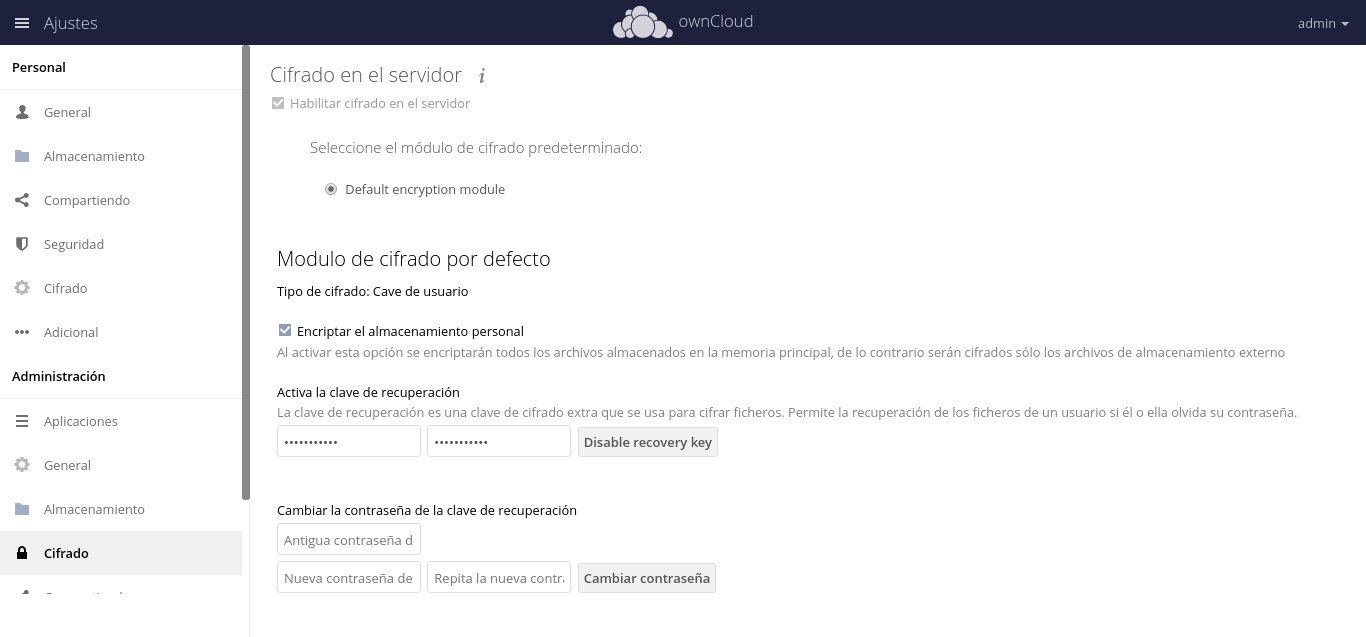 Ajustes
ownCloud
admin
Personal
General
Almacenamiento
Compartiendo
Seguridad
Cifrado
Adicional
Administración
Aplicaciones
General
Almacenamiento
Cifrado
Cifrado en el servidor i
Habilitar cifrado en el servidor
Seleccione el módulo de cifrado predeterminado:
Default encryption module
Modulo de cifrado por defecto
Tipo de cifrado: Cave de usuario
Encriptar el almacenamiento personal
Al activar esta opción se encriptarán todos los archivos almacenados en la memoria principal, de lo contrario serán cifrados sólo los archivos de almacenamiento externo
Activa la clave de recuperación
La clave de recuperación es una clave de cifrado extra que se usa para cifrar ficheros. Permite la recuperación de los ficheros de un usuario si él o ella olvida su contraseña.
••••••••••• ••••••••••• Disable recovery key
Cambiar la contraseña de la clave de recuperación
Antigua contraseña d
Nueva contraseña de Repita la nueva contr Cambiar contraseña